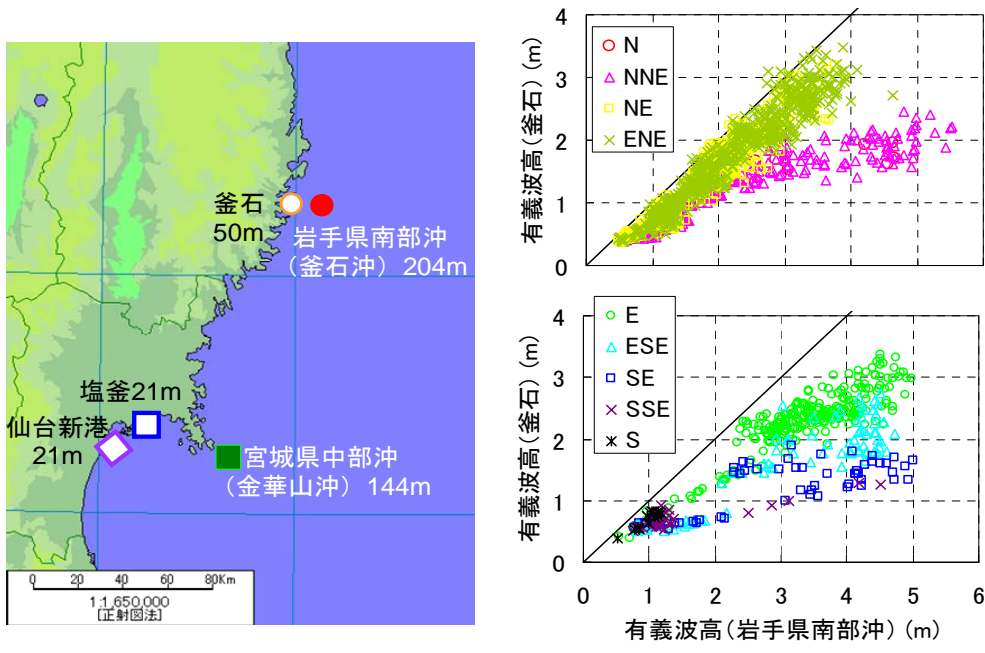 釜石
50m
岩手県南部沖
（釜石沖）204m
塩釜21m
仙台新港
21m
宮城県中部沖
（金華山沖）144m
0 20 40 60 80Km
1:1,650,000
[正射図法]
有義波高(釜石)(m)
4
3
2
1
0
N
NNE
NE
ENE
有義波高(釜石)(m)
4
3
2
1
0
E
ESE
SE
SSE
S
0 1 2 3 4 5 6
有義波高(岩手県南部沖)(m)